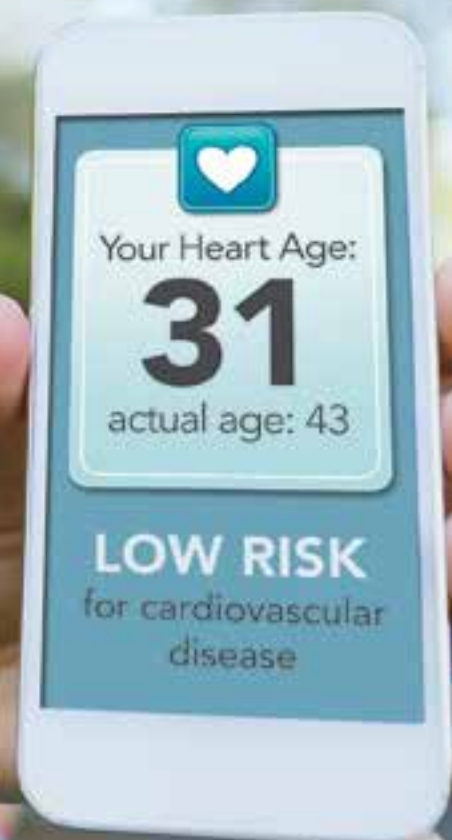 Your Heart Age:
31
actual age: 43
LOW RISK
for cardiovascular
disease